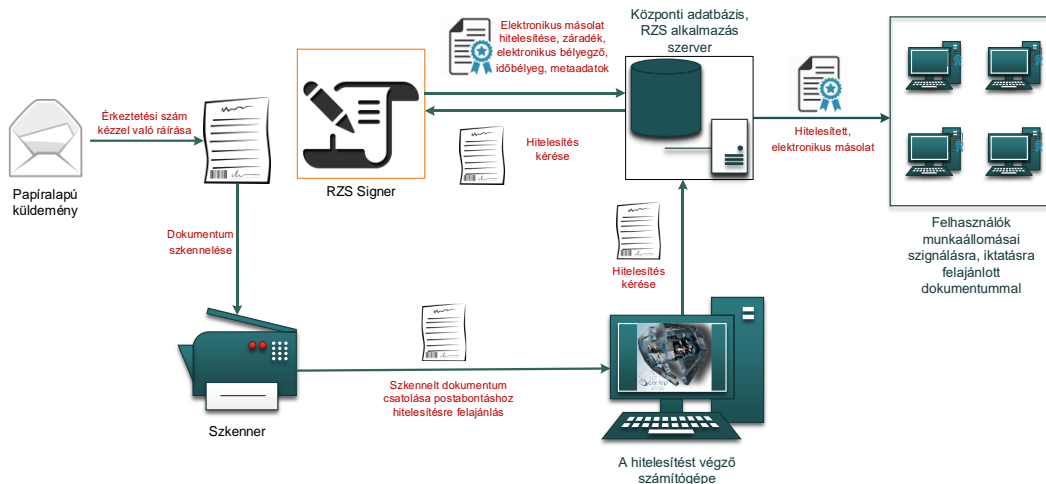 Elektronikus másolat
hitelesítése, záradék,
elektronikus bélyegző,
időbélyeg, metaadatok
Központi adatbázis,
RZS alkalmazás
szerver
Érkeztetési szám
kézzel való ráírása
Papíralapú
küldemény
RZS Signer
Hitelesítés
kérése
Hitelesített,
elektronikus másolat
Felhasználók
munkaállomásai
szignálásra, iktatásra
felajánlott
dokumentummal
Dokumentum
szkennelése
Hitelesítés
kérése
Szkenner
Szkennelt dokumentum
csatolása postabontáshoz
hitelesítésre felajánlás
A hitelesítést végző
számítógépe